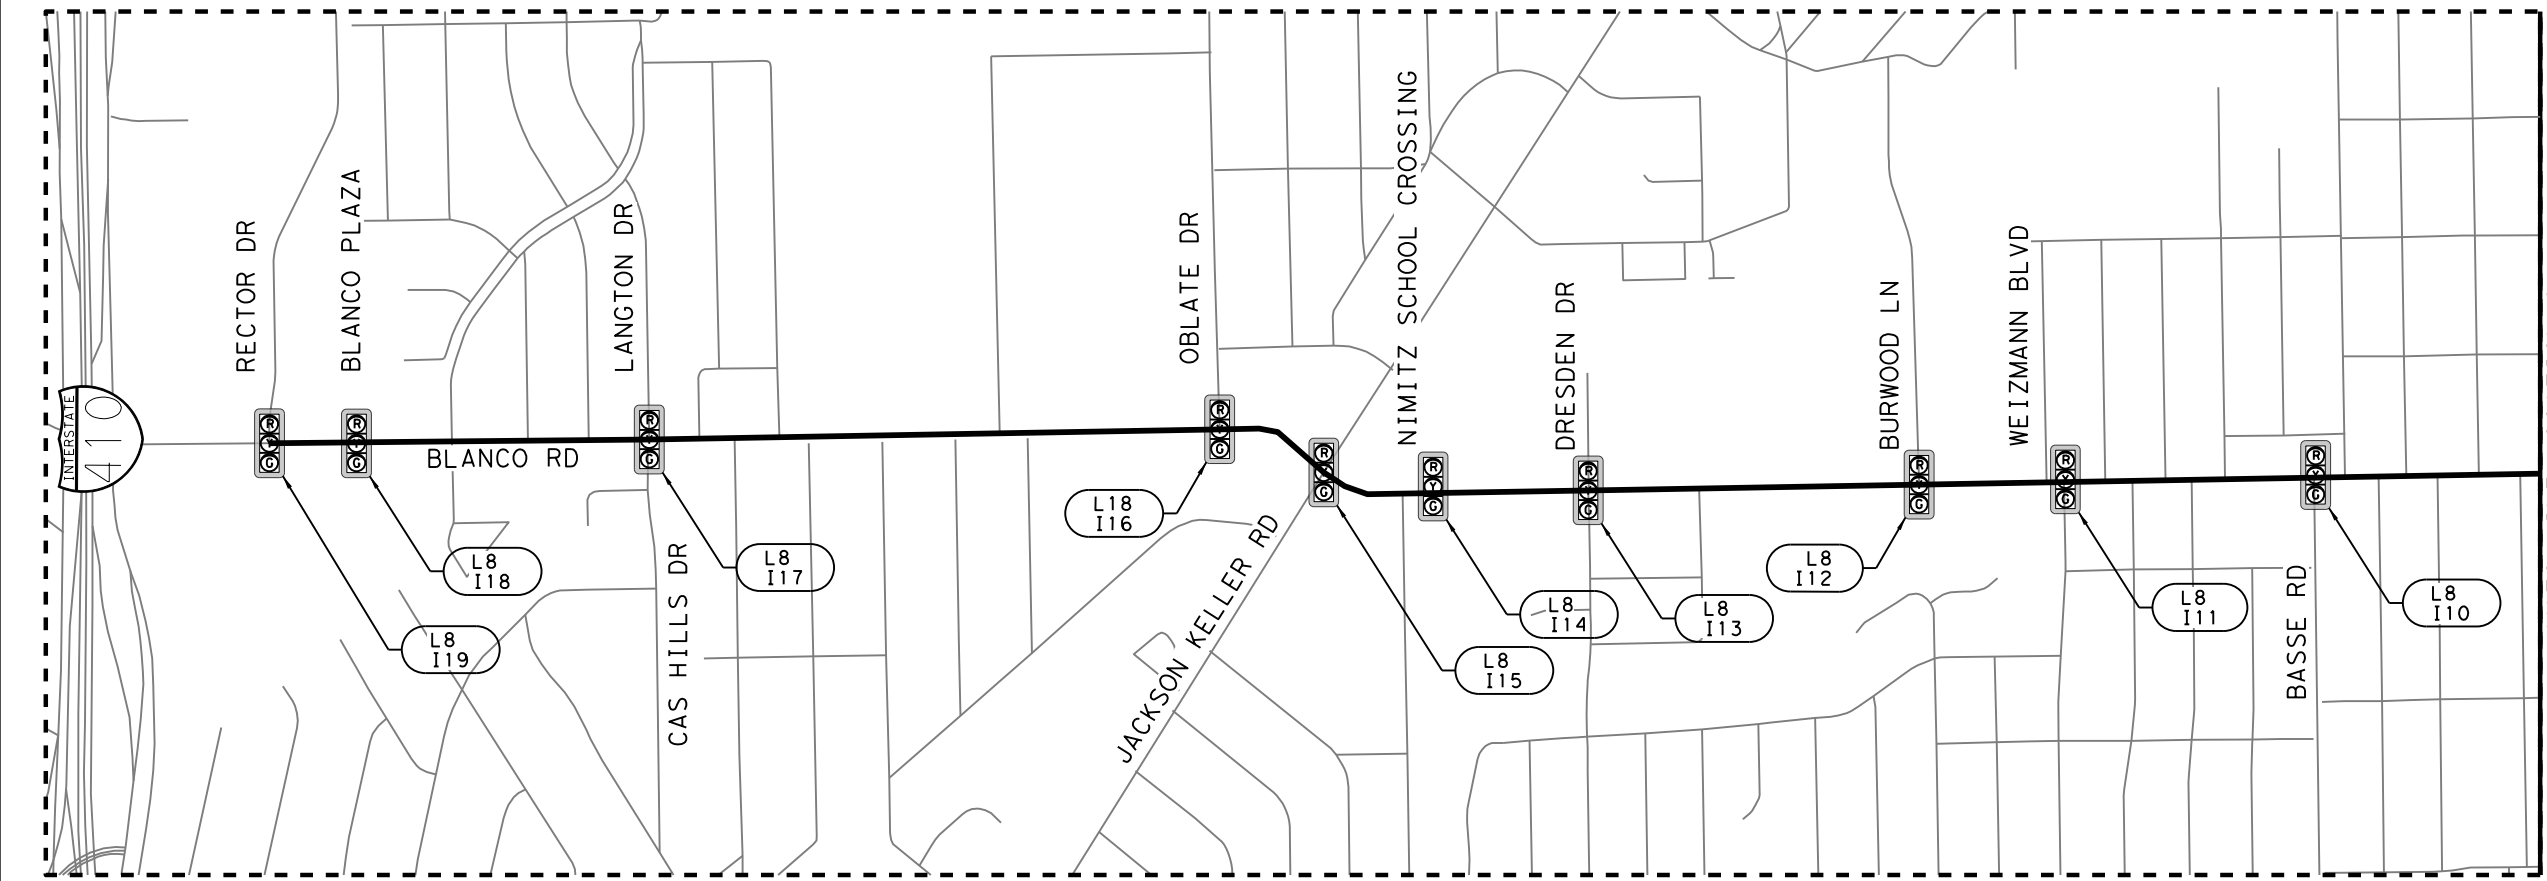 INTERSTATE
410
RECTOR DR
BLANCO PLAZA
LANGTON DR
OBLATE DR
NIMITZ SCHOOL CROSSING
DRESDEN DR
BURWOOD LN
WEIZMANN BLVD
BLANCO RD
CAS HILLS DR
JACKSON KELLER RD
BASSE RD
R
Y
G
R
Y
G
R
Y
G
R
Y
G
R
Y
G
R
Y
G
R
Y
G
R
Y
G
R
Y
G
R
Y
G
L8
I19
L8
I18
L8
I17
L18
I16
L8
I15
L8
I14
L8
I13
L8
I12
L8
I11
L8
I10